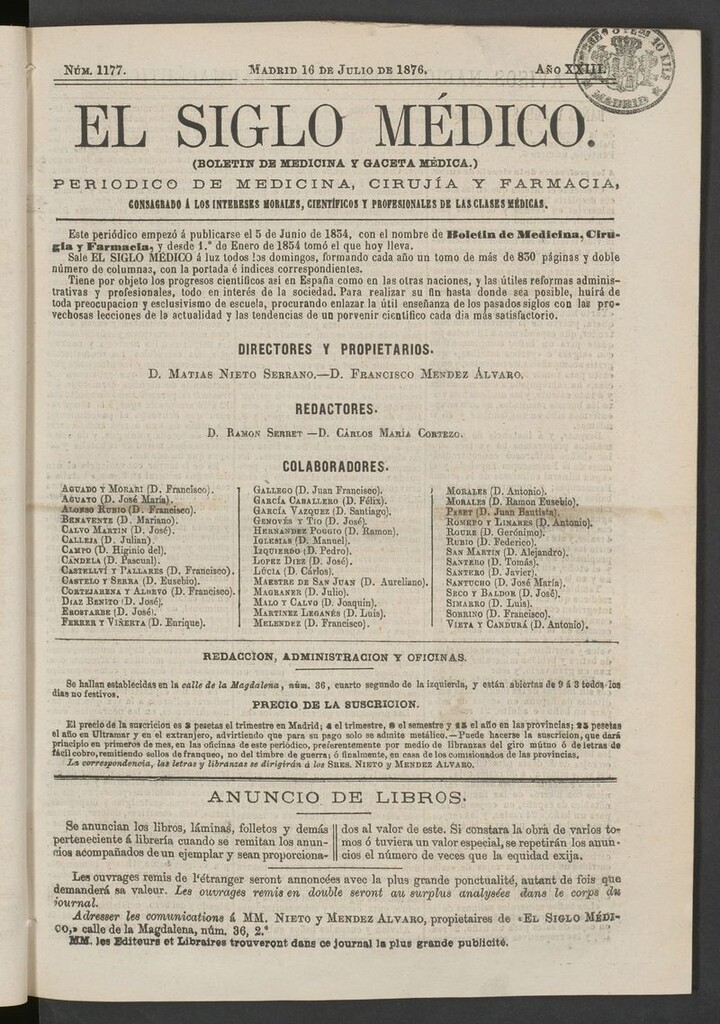 NÚM. 1177.
MADRID 16 DE JULIO DE 1876.
AÑO XXIII.
MADRID
EL SIGLO MÉDICO.
(BOLETIN DE MEDICINA Y GACETA MÉDICA.)
PERIODICO DE MEDICINA, CIRUJÍA Y FARMACIA,
CONSAGRADO Á LOS INTERESES MORALES, CIENTÍFICOS Y PROFESIONALES DE LAS CLASES MÉDICAS.
Este periódico empezó á publicarse el 5 de Junio de 1834, con el nombre de Boletin de Medicina, Ciru-
gía y Farmacia, y desde 1.º de Enero de 1854 tomó el que hoy lleva.
Sale EL SIGLO MÉDICO á luz todos los domingos, formando cada año un tomo de más de 830 páginas y doble
número de columnas, con la portada é índices correspondientes.
Tiene por objeto los progresos científicos así en España como en las otras naciones, y las útiles reformas adminis-
trativas y profesionales, todo en interés de la sociedad. Para realizar su fin hasta donde sea posible, huirá de
toda preocupacion y esclusivismo de escuela, procurando enlazar la útil enseñanza de los pasados siglos con las pro-
vechosas lecciones de la actualidad y las tendencias de un porvenir científico cada dia más satisfactorio.
DIRECTORES Y PROPIETARIOS.
D. MATIAS NIETO SERRANO.—D. FRANCISCO MENDEZ ÁLVARO.
REDACTORES.
D. RAMON SERRET —D. CÁRLOS MARÍA CORTEZO.
COLABORADORES.
AGUADO Y MORARI (D. Francisco).
AGUAYO (D. José María).
ALONSO RUBIO (D. Francisco).
BENAVENTE (D. Mariano).
CALVO MARTIN (D. José).
CALLEJA (D. Julian)
CAMPO (D. Higinio del).
CÁNDELA (D. Pascual).
CASTELLVÍ Y PALLARES (D. Francisco)
CASTELO Y SERRA (D. Eusebio).
CORTEJARENA Y ALDEVO (D. Francisco)
DIAZ BENITO (D. José).
EROSTARBE (D. José).
FERRER Y VIÑERTA (D. Enrique).
GALLEGO (D. Juan Francisco).
GARCÍA CABALLERO (D. Félix).
GARCÍA VAZQUEZ (D. Santiago).
GENOVÉS Y TIO (D. José).
HERNANDEZ POGGIO (D. Ramon).
IGLESIAS (D. Manuel).
IZQUIERDO (D. Pedro).
LOPEZ DIEZ (D. José).
LÚCIA (D. Cárlos).
MAESTRE DE SAN JUAN (D. Aureliano).
MAGRANER (D. Julio).
MALO Y CALVO (D. Joaquin).
MARTINEZ LEGANÉS (D. Luis).
MELENDEZ (D. Francisco).
MORALES (D. Antonio).
MORALES (D. Ramon Eusebio).
PESET (D. Juan Bautista).
ROMERO Y LINARES (D. Antonio).
ROURE (D. Gerónimo).
RUBIO (D. Federico).
SAN MARTIN (D. Alejandro).
SANTERO (D. Tomás).
SANTERO (D. Javier).
SANTUCHO (D. José María).
SECO Y BALDOR (D. José).
SIMARRO (D. Luis).
SOBRINO (D. Francisco).
VIETA Y CANDURÁ (D. Antonio).
REDACCION, ADMINISTRACION Y OFICINAS.
Se hallan establecidas en la calle de la Magdalena, núm. 36, cuarto segundo de la izquierda, y están abiertas de 9 á 3 todos los
dias no festivos.
PRECIO DE LA SUSCRICION.
El precio de la suscricion es 3 pesetas el trimestre en Madrid; 4 el trimestre, 8 el semestre y 15 el año en las provincias; 25 pesetas
el año en Ultramar y en el extranjero, advirtiendo que para su pago solo se admite metálico.—Puede hacerse la suscricion, que dará
principio en primeros de mes, en las oficinas de este periódico, preferentemente por medio de libranzas del giro mútuo ó de letras de
fácil cobro, remitiendo sellos de franqueo, no del timbre de guerra; ó finalmente, en casa de los comisionados de las provincias.
La correspondencia, las letras y libranzas se dirigirán á los SRES. NIETO Y MENDEZ ALVARO.
ANUNCIO DE LIBROS.
Se anuncian los libros, láminas, folletos y demás
perteneciente á librería cuando se remitan los anun-
cios acompañados de un ejemplar y sean proporciona-
dos al valor de este. Si constara la obra de varios to-
mos ó tuviera un valor especial, se repetirán los anun-
cios el número de veces que la equidad exija.
Les ouvrages remis de l'étranger seront annoncées avec la plus grande ponctualité, autant de fois que
demanderá sa valeur. Les ouvrages remis en double seront au surplus analysées dans le corps du
journal.
Adresser les comunications á MM. NIETO y MENDEZ ALVARO, propietaires de «EL SIGLO MÉDI-
CO,» calle de la Magdalena, núm. 36, 2.º
MM. les Editeurs et Libraires trouveront dans ce journal la plus grande publicité.